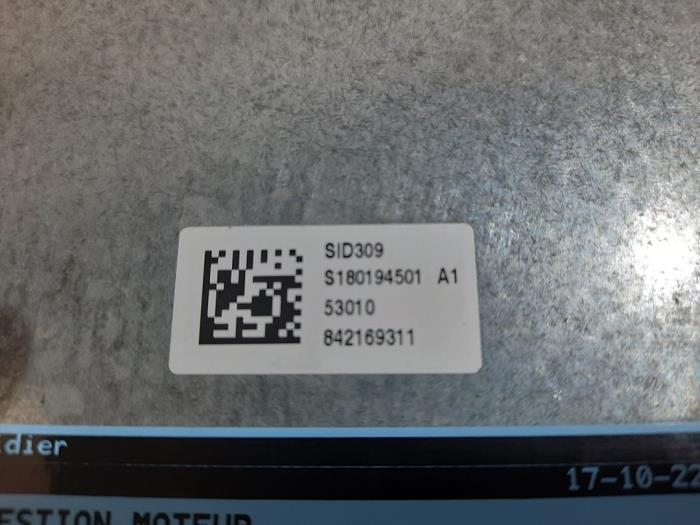 SID309
S180194501 A1
53010
842169311
dier
17-10-22
ESTION MOTEUR